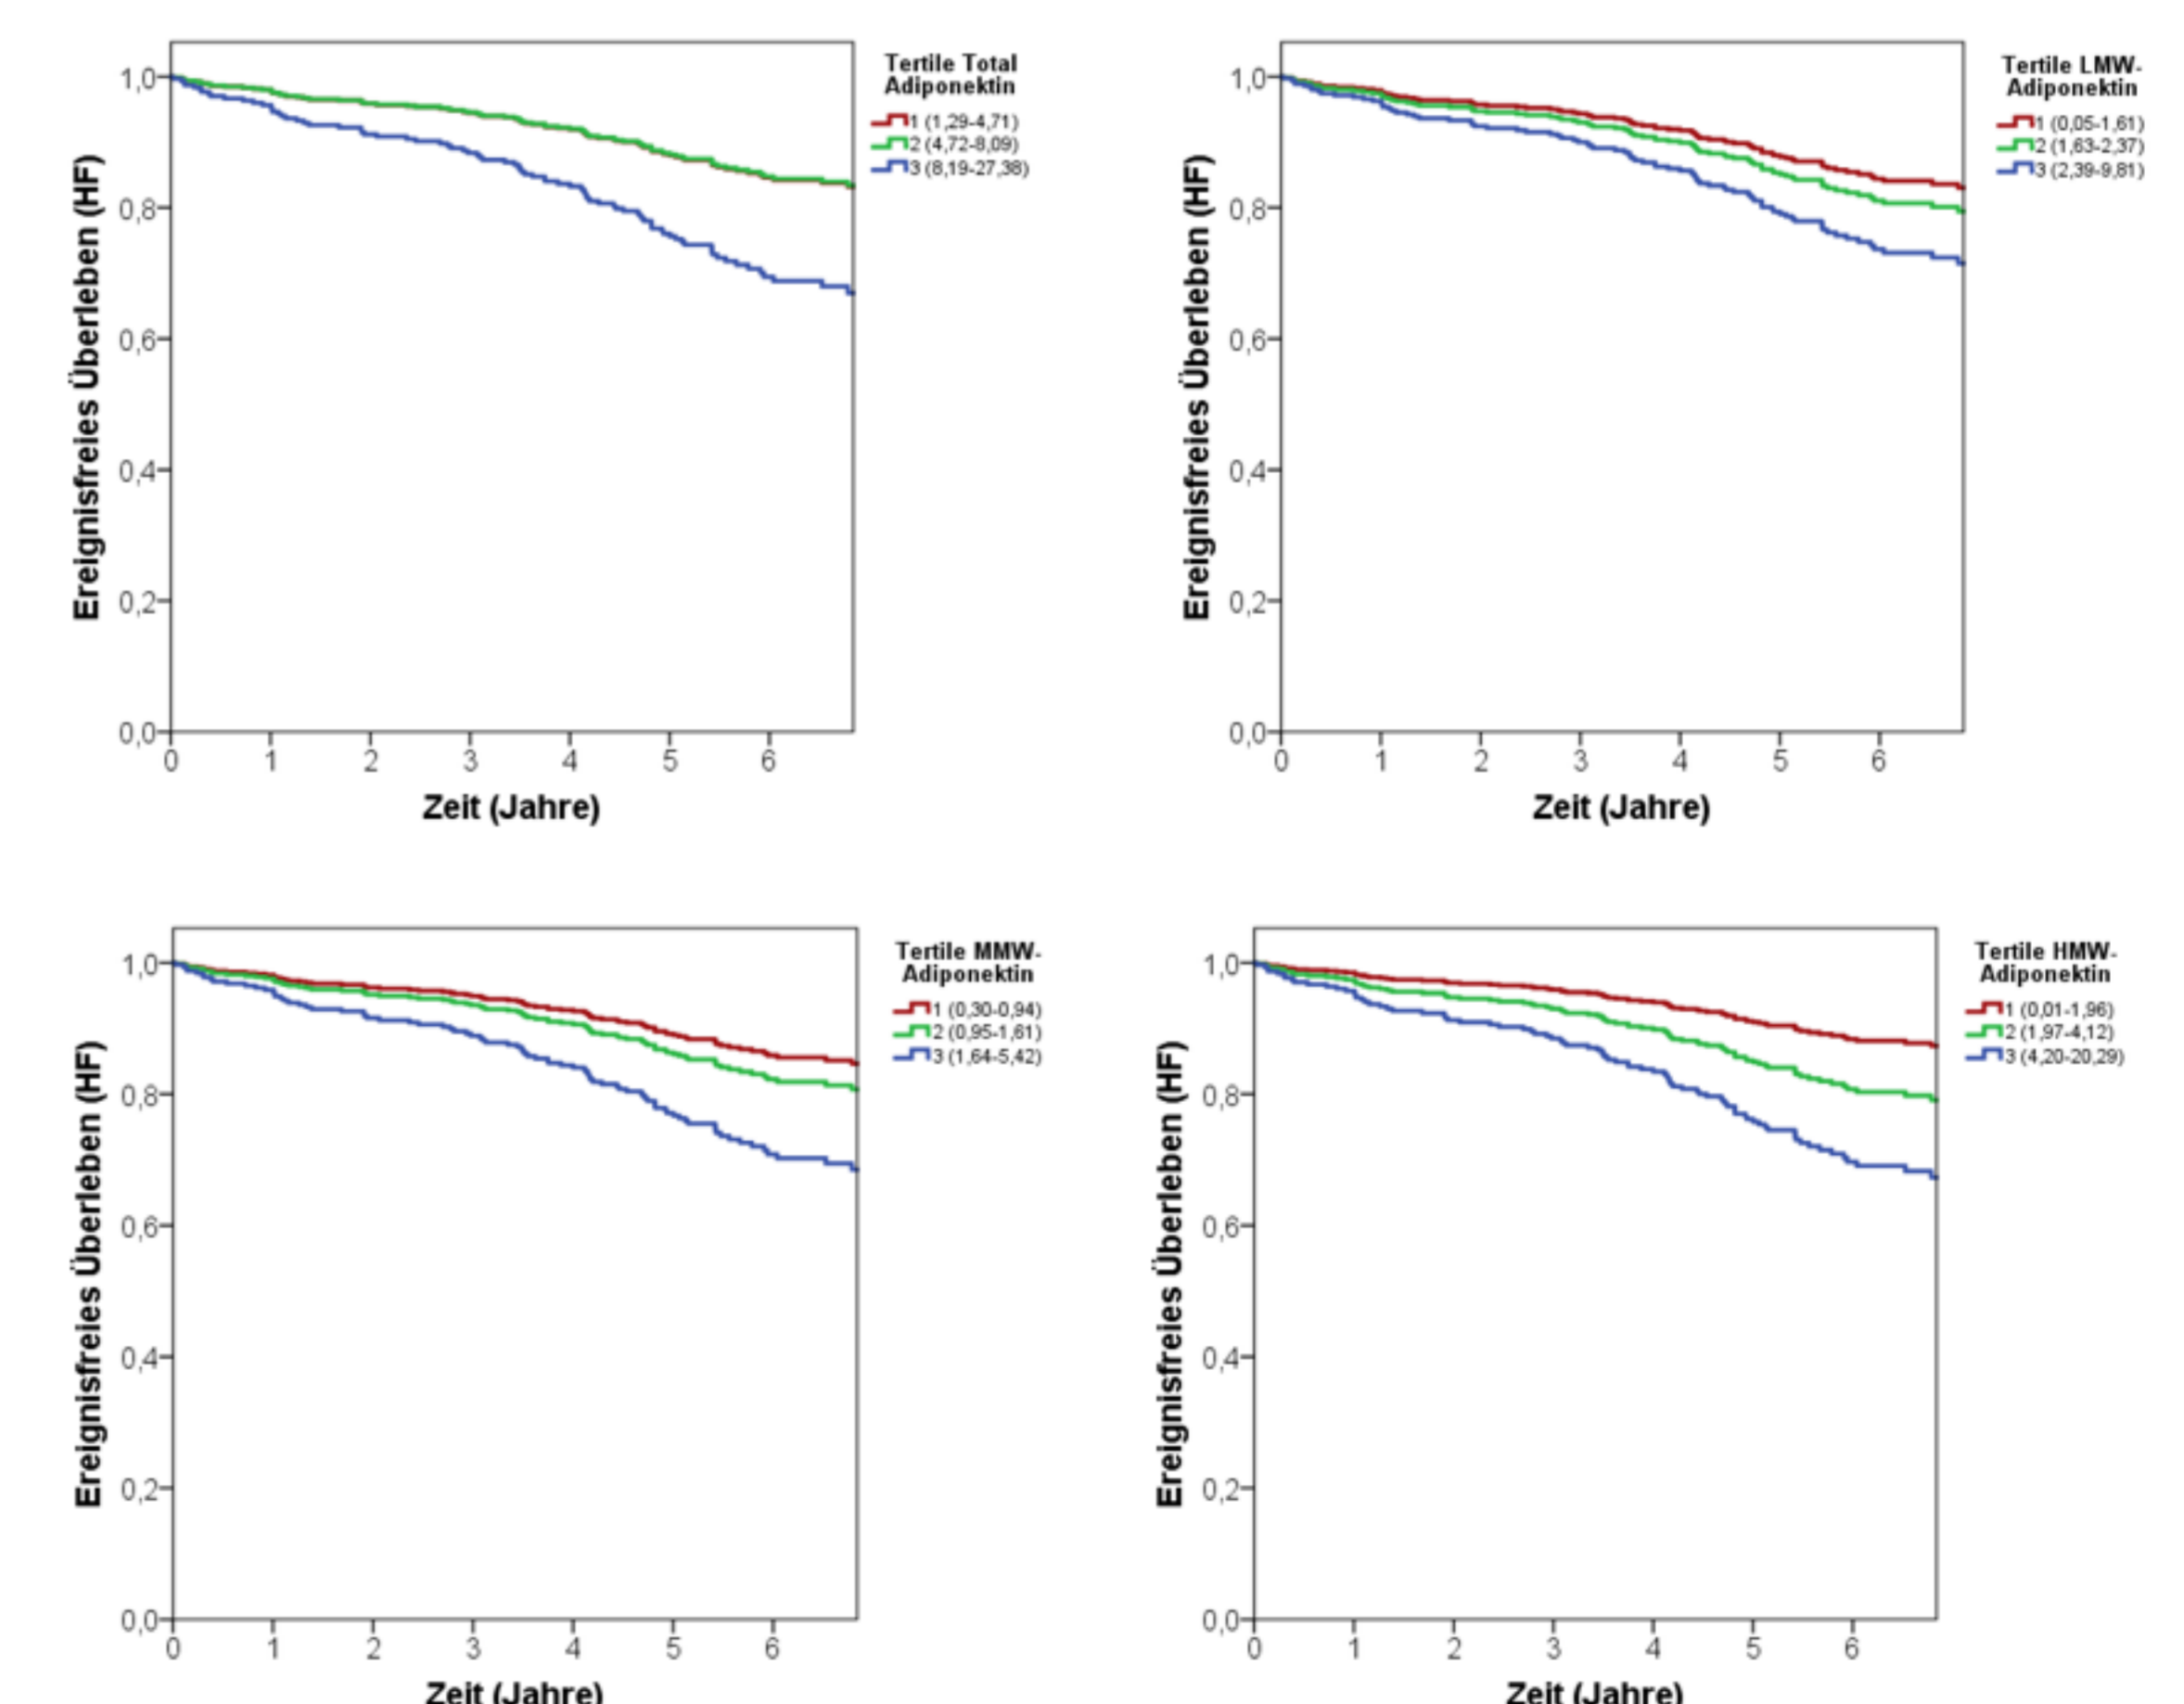 Tertile Total
Adiponektin
1 (1,29-4,71)
2 (4,72-8,09)
3 (8,19-27,38)
Ereignisfreies Überleben (HF)
1,0
0,8
0,6
0,4
0,2
0,0
0 1 2 3 4 5 6
Zeit (Jahre)
Tertile LMW-
Adiponektin
1 (0,05-1,61)
2 (1,63-2,37)
3 (2,39-9,81)
Ereignisfreies Überleben (HF)
1,0
0,8
0,6
0,4
0,2
0,0
0 1 2 3 4 5 6
Zeit (Jahre)
Tertile MMW-
Adiponektin
1 (0,30-0,94)
2 (0,95-1,61)
3 (1,64-5,42)
Ereignisfreies Überleben (HF)
1,0
0,8
0,6
0,4
0,2
0,0
0 1 2 3 4 5 6
Zeit (Jahre)
Tertile HMW-
Adiponektin
1 (0,01-1,96)
2 (1,97-4,12)
3 (4,20-20,29)
Ereignisfreies Überleben (HF)
1,0
0,8
0,6
0,4
0,2
0,0
0 1 2 3 4 5 6
Zeit (Jahre)